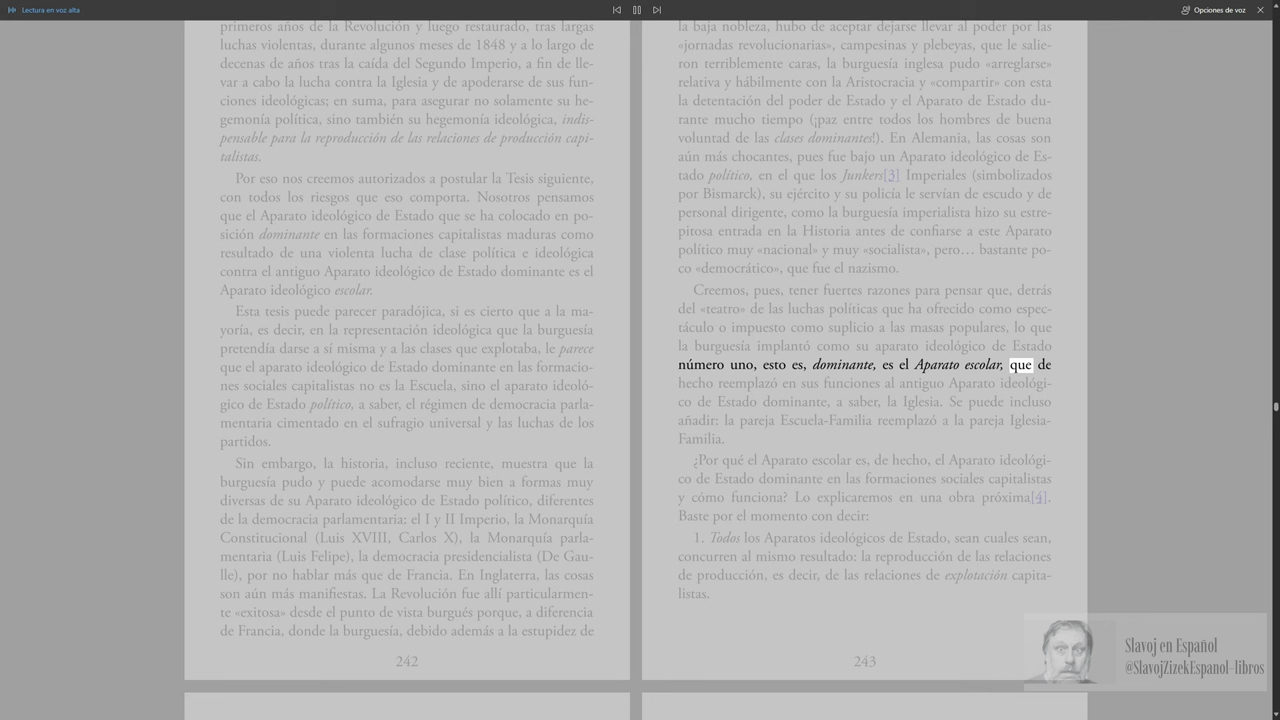 Lectura en voz alta
Opciones de voz
primeros años de la Revolución y luego restaurado, tras largas
luchas violentas, durante algunos meses de 1848 y a lo largo de
decenas de años tras la caída del Segundo Imperio, a fin de lle-
var a cabo la lucha contra la Iglesia y de apoderarse de sus fun-
ciones ideológicas; en suma, para asegurar no solamente su he-
gemonía política, sino también su hegemonía ideológica, indis-
pensable para la reproducción de las relaciones de producción capi-
talistas.
Por eso nos creemos autorizados a postular la Tesis siguiente,
con todos los riesgos que eso comporta. Nosotros pensamos
que el Aparato ideológico de Estado que se ha colocado en po-
sición dominante en las formaciones capitalistas maduras como
resultado de una violenta lucha de clase política e ideológica
contra el antiguo Aparato ideológico de Estado dominante es el
Aparato ideológico escolar.
Esta tesis puede parecer paradójica, si es cierto que a la ma-
yoría, es decir, en la representación ideológica que la burguesía
pretendía darse a sí misma y a las clases que explotaba, le parece
que el aparato ideológico de Estado dominante en las formacio-
nes sociales capitalistas no es la Escuela, sino el aparato ideoló-
gico de Estado político, a saber, el régimen de democracia parla-
mentaria cimentado en el sufragio universal y las luchas de los
partidos.
Sin embargo, la historia, incluso reciente, muestra que la
burguesía pudo y puede acomodarse muy bien a formas muy
diversas de su Aparato ideológico de Estado político, diferentes
de la democracia parlamentaria: el I y II Imperio, la Monarquía
Constitucional (Luis XVIII, Carlos X), la Monarquía parla-
mentaria (Luis Felipe), la democracia presidencialista (De Gau-
lle), por no hablar más que de Francia. En Inglaterra, las cosas
son aún más manifiestas. La Revolución fue allí particularmen-
te «exitosa» desde el punto de vista burgués porque, a diferencia
de Francia, donde la burguesía, debido además a la estupidez de
242
la baja nobleza, hubo de aceptar dejarse llevar al poder por las
«jornadas revolucionarias», campesinas y plebeyas, que le salie-
ron terriblemente caras, la burguesía inglesa pudo «arreglarse»
relativa y hábilmente con la Aristocracia y «compartir» con esta
la detentación del poder de Estado y el Aparato de Estado du-
rante mucho tiempo (¡paz entre todos los hombres de buena
voluntad de las clases dominantes!). En Alemania, las cosas son
aún más chocantes, pues fue bajo un Aparato ideológico de Es-
tado político, en el que los Junkers[3] Imperiales (simbolizados
por Bismarck), su ejército y su policía le servían de escudo y de
personal dirigente, como la burguesía imperialista hizo su estre-
pitosa entrada en la Historia antes de confiarse a este Aparato
político muy «nacional» y muy «socialista», pero… bastante po-
co «democrático», que fue el nazismo.
Creemos, pues, tener fuertes razones para pensar que, detrás
del «teatro» de las luchas políticas que ha ofrecido como espec-
táculo o impuesto como suplicio a las masas populares, lo que
la burguesía implantó como su aparato ideológico de Estado
número uno, esto es, dominante, es el Aparato escolar, que de
hecho reemplazó en sus funciones al antiguo Aparato ideológi-
co de Estado dominante, a saber, la Iglesia. Se puede incluso
añadir: la pareja Escuela-Familia reemplazó a la pareja Iglesia-
Familia.
¿Por qué el Aparato escolar es, de hecho, el Aparato ideológi-
co de Estado dominante en las formaciones sociales capitalistas
y cómo funciona? Lo explicaremos en una obra próxima[4].
Baste por el momento con decir:
1. Todos los Aparatos ideológicos de Estado, sean cuales sean,
concurren al mismo resultado: la reproducción de las relaciones
de producción, es decir, de las relaciones de explotación capita-
listas.
243
Slavoj en Español
@SlavojZizekEspanol-libros